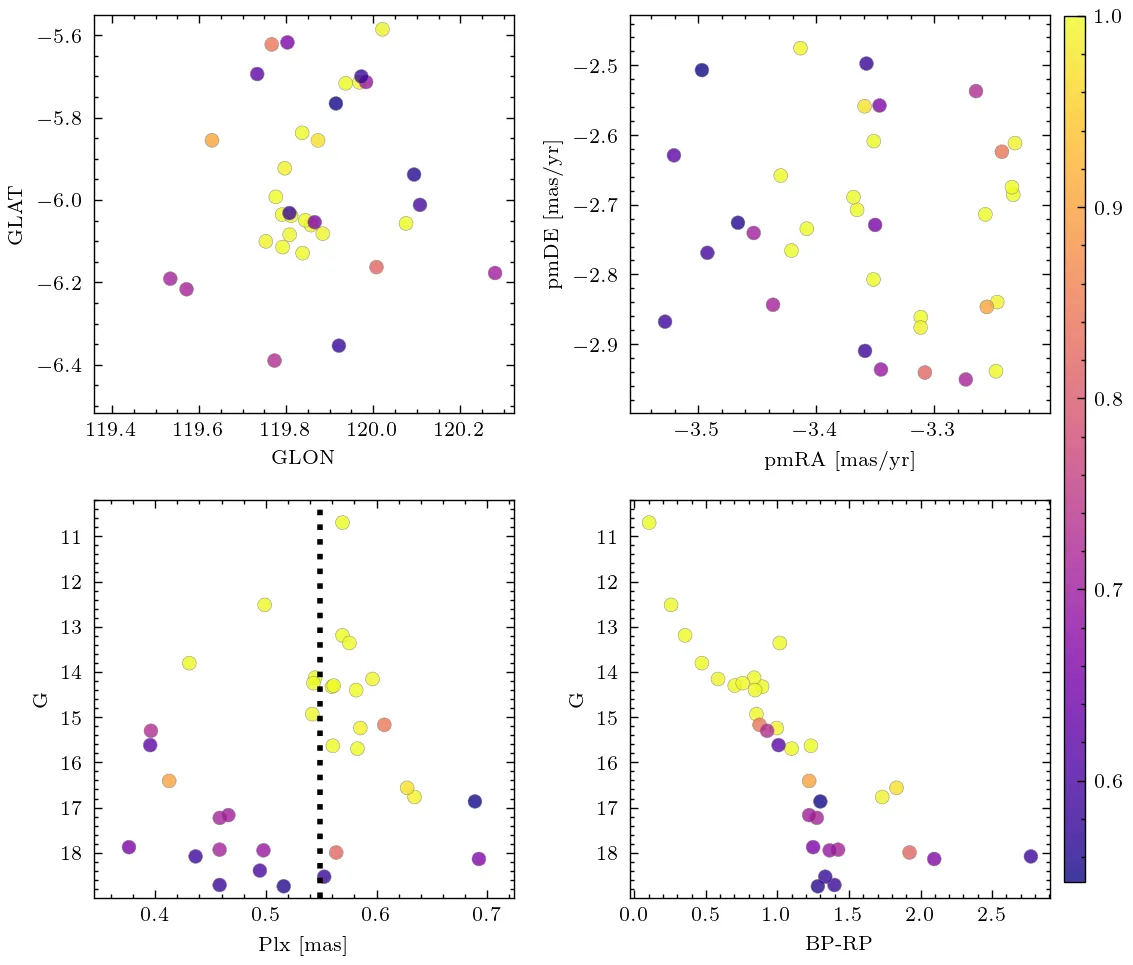 −5.6
−5.8
−6.0
−6.2
−6.4
GLAT
119.4 119.6 119.8 120.0 120.2
GLON
−2.5
−2.6
−2.7
−2.8
−2.9
pmDE [mas/yr]
−3.5 −3.4 −3.3
pmRA [mas/yr]
1.0
0.9
0.8
0.7
0.6
11
12
13
14
15
16
17
18
G
0.4 0.5 0.6 0.7
Plx [mas]
11
12
13
14
15
16
17
18
G
0.0 0.5 1.0 1.5 2.0 2.5
BP-RP